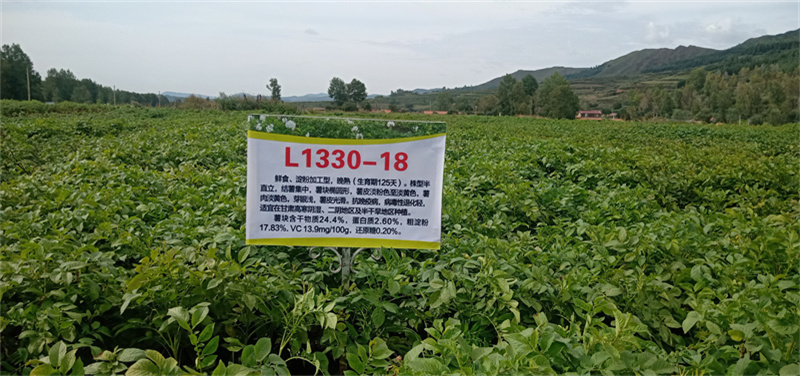 L1330-18
鲜食、淀粉加工型，晚熟（生育期125天）。株型半
直立，结薯集中，薯块椭圆形，薯皮淡粉色至淡黄色，薯
肉淡黄色，芽眼浅，薯皮光滑。抗晚疫病，病毒性退化轻。
适宜在甘肃高寒阴湿、二阴地区及半干旱地区种植。
薯块含干物质24.4%，蛋白质2.60%，粗淀粉
17.83%，VC 13.9mg/100g，还原糖0.20%。